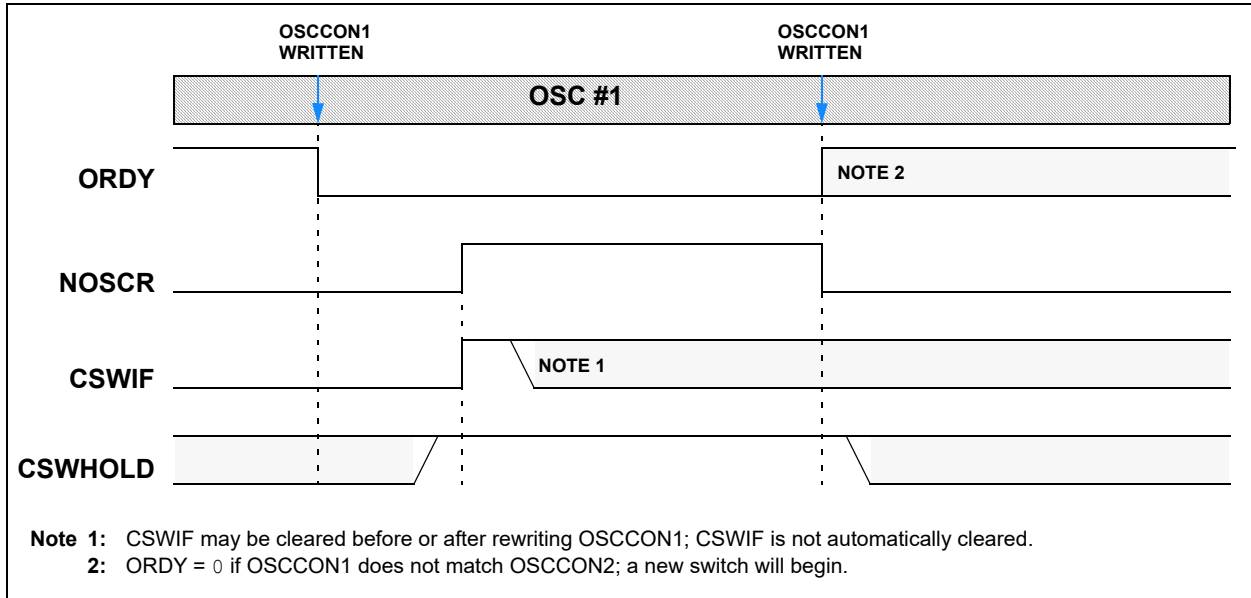 OSCCON1
WRITTEN
OSCCON1
WRITTEN
OSC #1
ORDY
NOTE 2
NOSCR
CSWIF
NOTE 1
CSWHOLD
Note 1: CSWIF may be cleared before or after rewriting OSCCON1; CSWIF is not automatically cleared.
2: ORDY = 0 if OSCCON1 does not match OSCCON2; a new switch will begin.